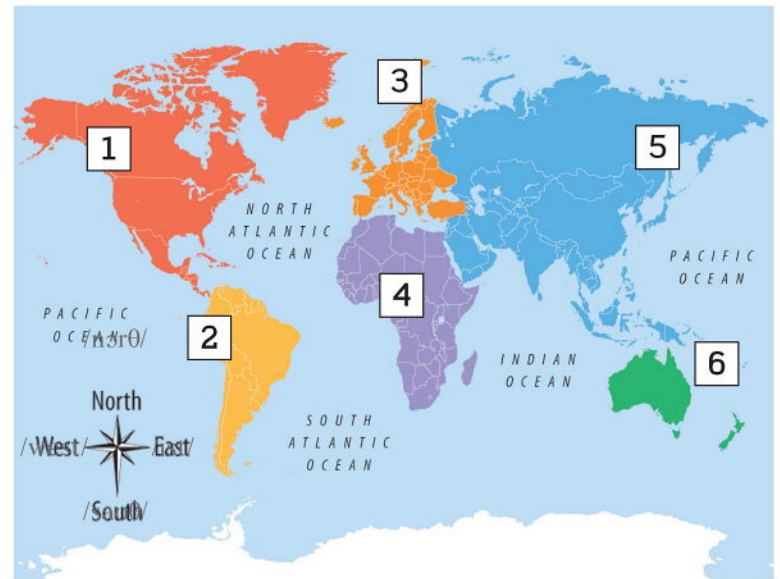 3
1
5
NORTH
ATLANTIC
OCEAN
PACIFIC
OCEAN
4
PACIFIC
OCEAN
/nɔrθ/
2
INDIAN
OCEAN
6
North
SOUTH
ATLANTIC
OCEAN
West
East
South